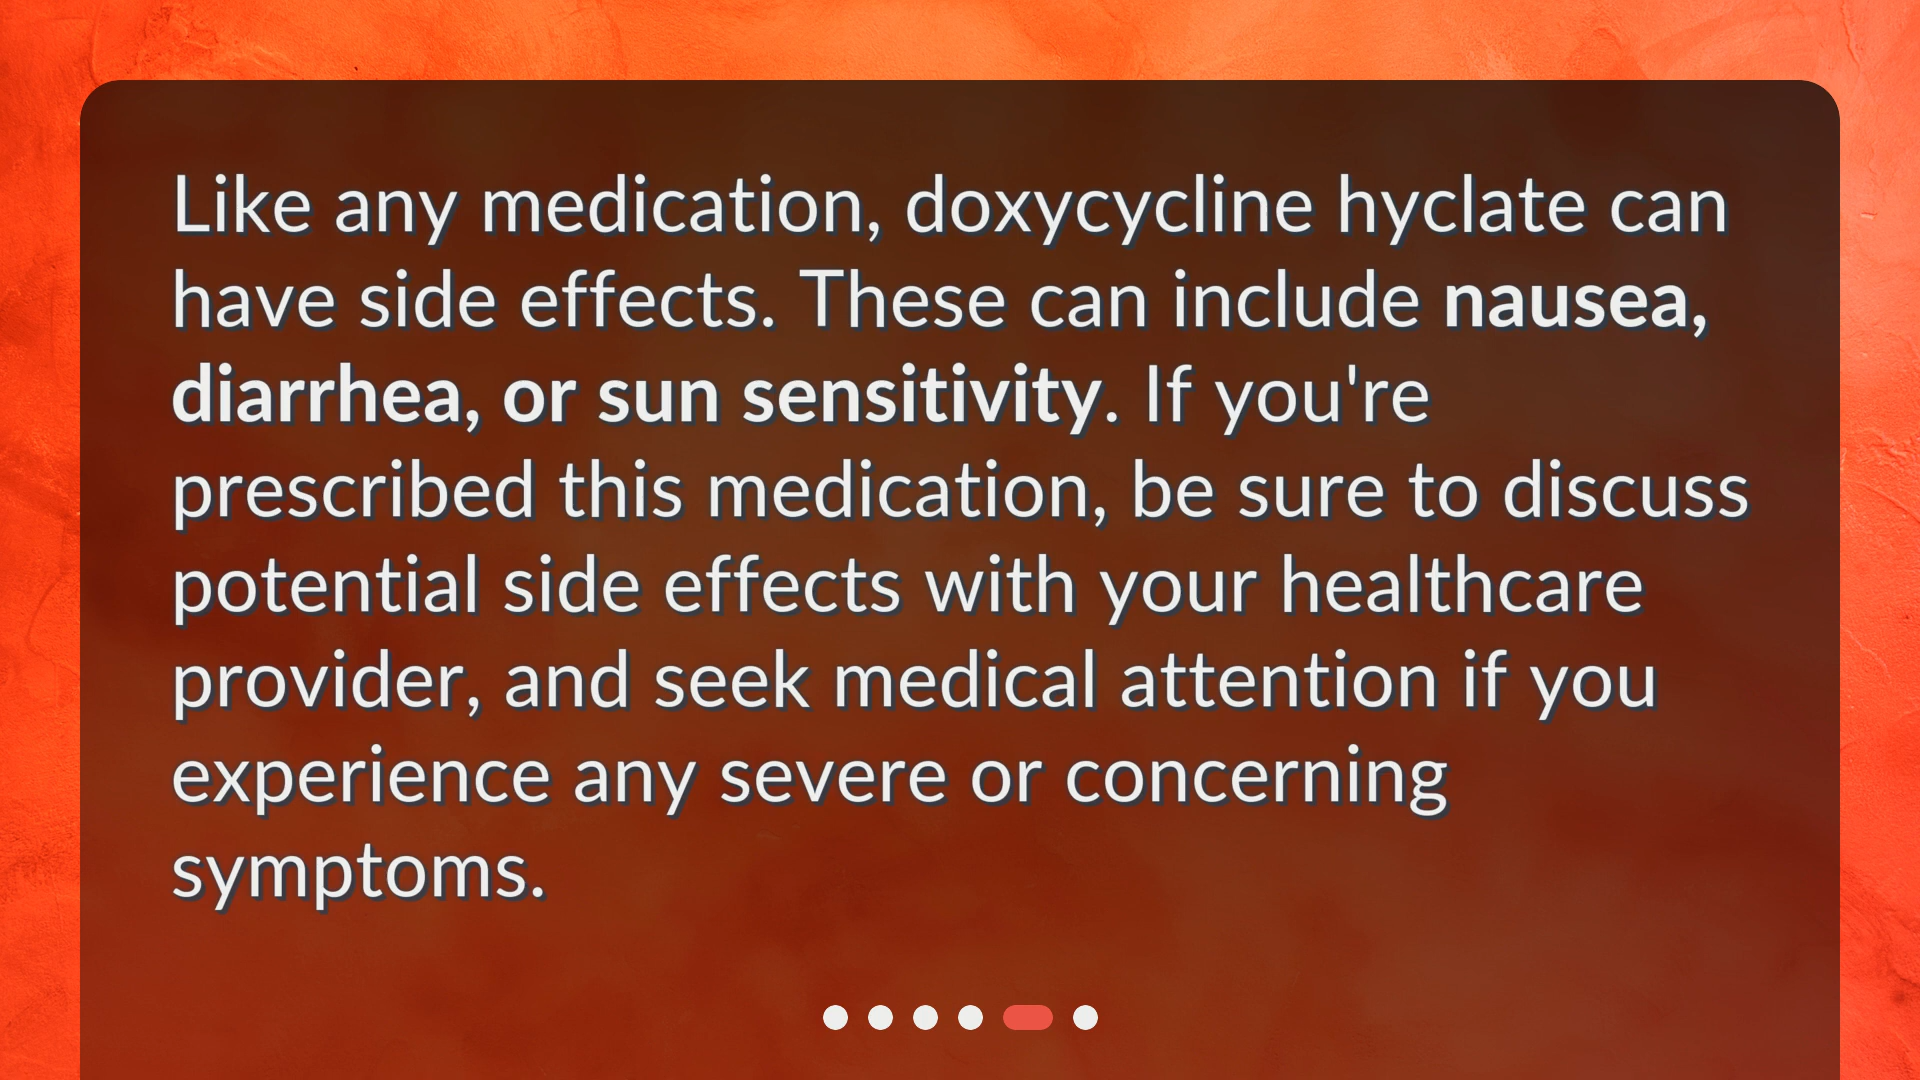 Like any medication, doxycycline hyclate can
have side effects. These can include nausea,
diarrhea, or sun sensitivity. If you're
prescribed this medication, be sure to discuss
potential side effects with your healthcare
provider, and seek medical attention if you
experience any severe or concerning
symptoms.